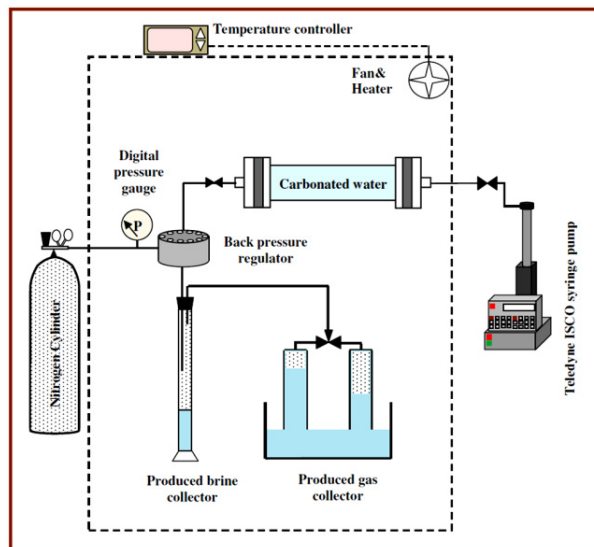 Temperature controller
Fan&
Heater
Digital
pressure
gauge
P
Carbonated water
Back pressure
regulator
Nitrogen Cylinder
Teledyne ISCO syringe pump
Produced brine
collector
Produced gas
collector